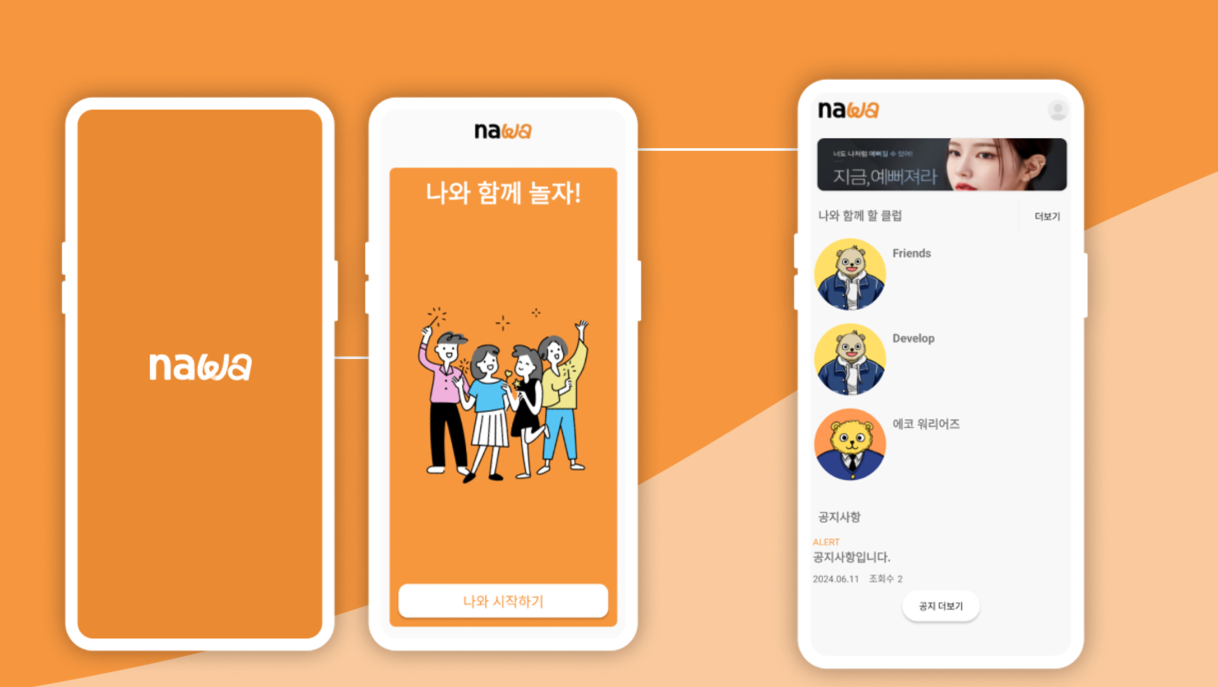 nawa
nawa
나와 함께 놀자!
나와 시작하기
nawa
너도 나처럼 예뻐질 수 있어!
지금,예뻐져라
나와 함께 할 클럽
더보기
Friends
Develop
에코 워리어즈
공지사항
ALERT
공지사항입니다.
2024.06.11 조회수 2
공지 더보기